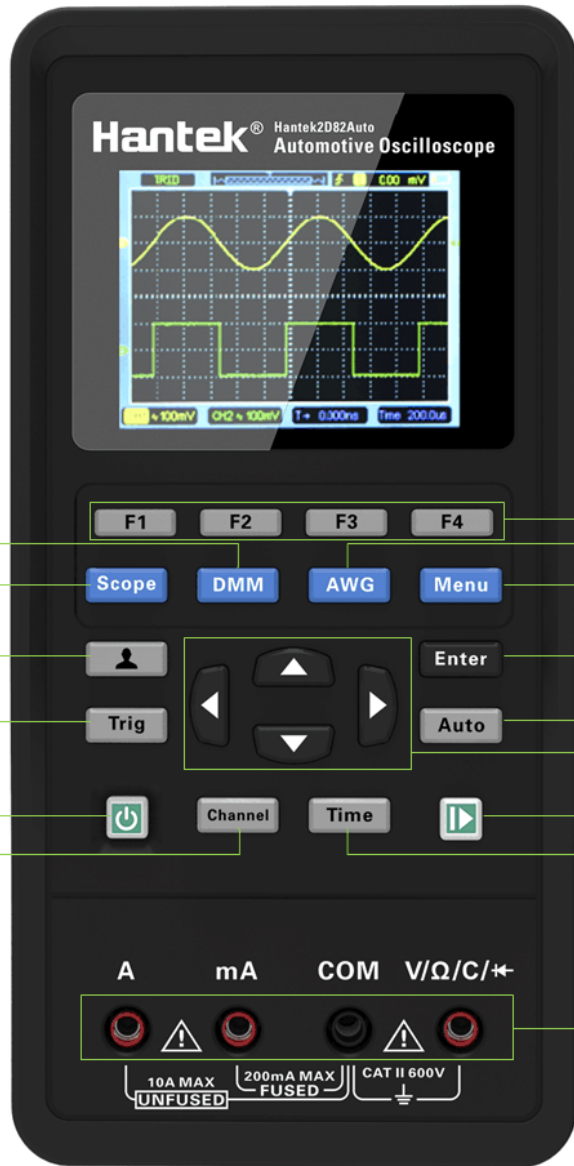 Hantek® Hantek2D82Auto
Automotive Oscilloscope
0.00 mV
100mV CH2 100mV T→ 0.000ns Time 200.0us
F1 F2 F3 F4
Scope DMM AWG Menu
Enter
Trig Auto
Channel Time
A mA COM V/Ω/C/
10A MAX 200mA MAX CAT II 600V
UNFUSED FUSED